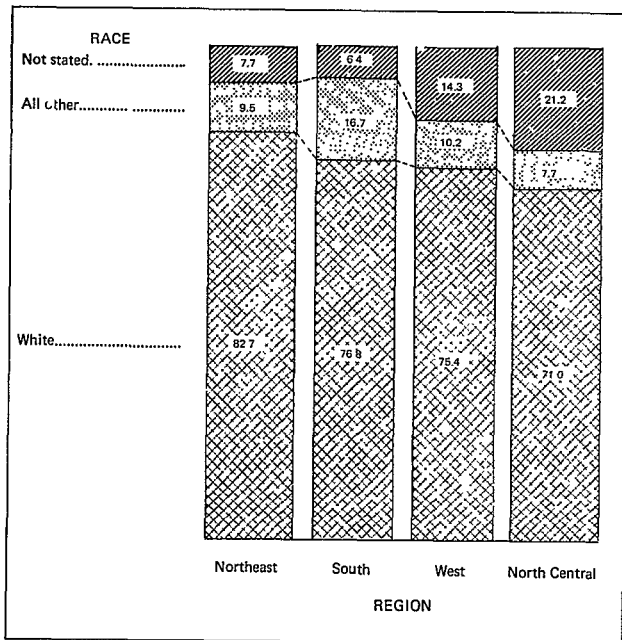 RACE
Not stated. ..................... 7.7 6.4 14.3 21.2
All other............ ............. 9.5 16.7 10.2 7.7
White............................... 82.7 76.8 75.4 71.0
Northeast South West North Central
REGION